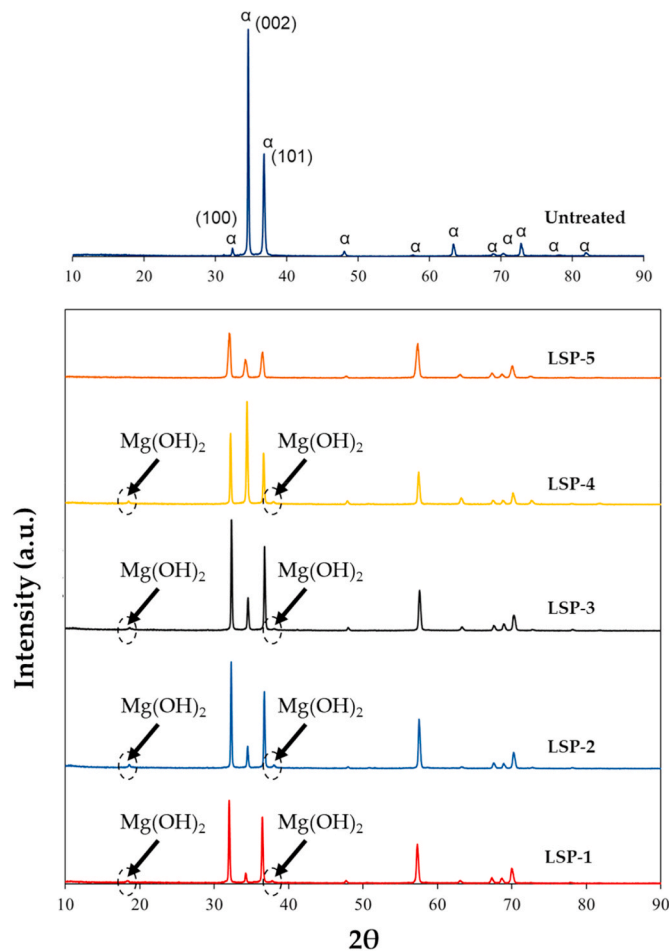 α
(002)
α
(101)
(100)
α
α
α
α
α
α
α
α
α
Untreated
10 20 30 40 50 60 70 80 90
LSP-5
Mg(OH)₂ Mg(OH)₂
LSP-4
Mg(OH)₂ Mg(OH)₂
LSP-3
Mg(OH)₂ Mg(OH)₂
LSP-2
Mg(OH)₂ Mg(OH)₂
LSP-1
10 20 30 40 50 60 70 80 90
2θ
Intensity (a.u.)